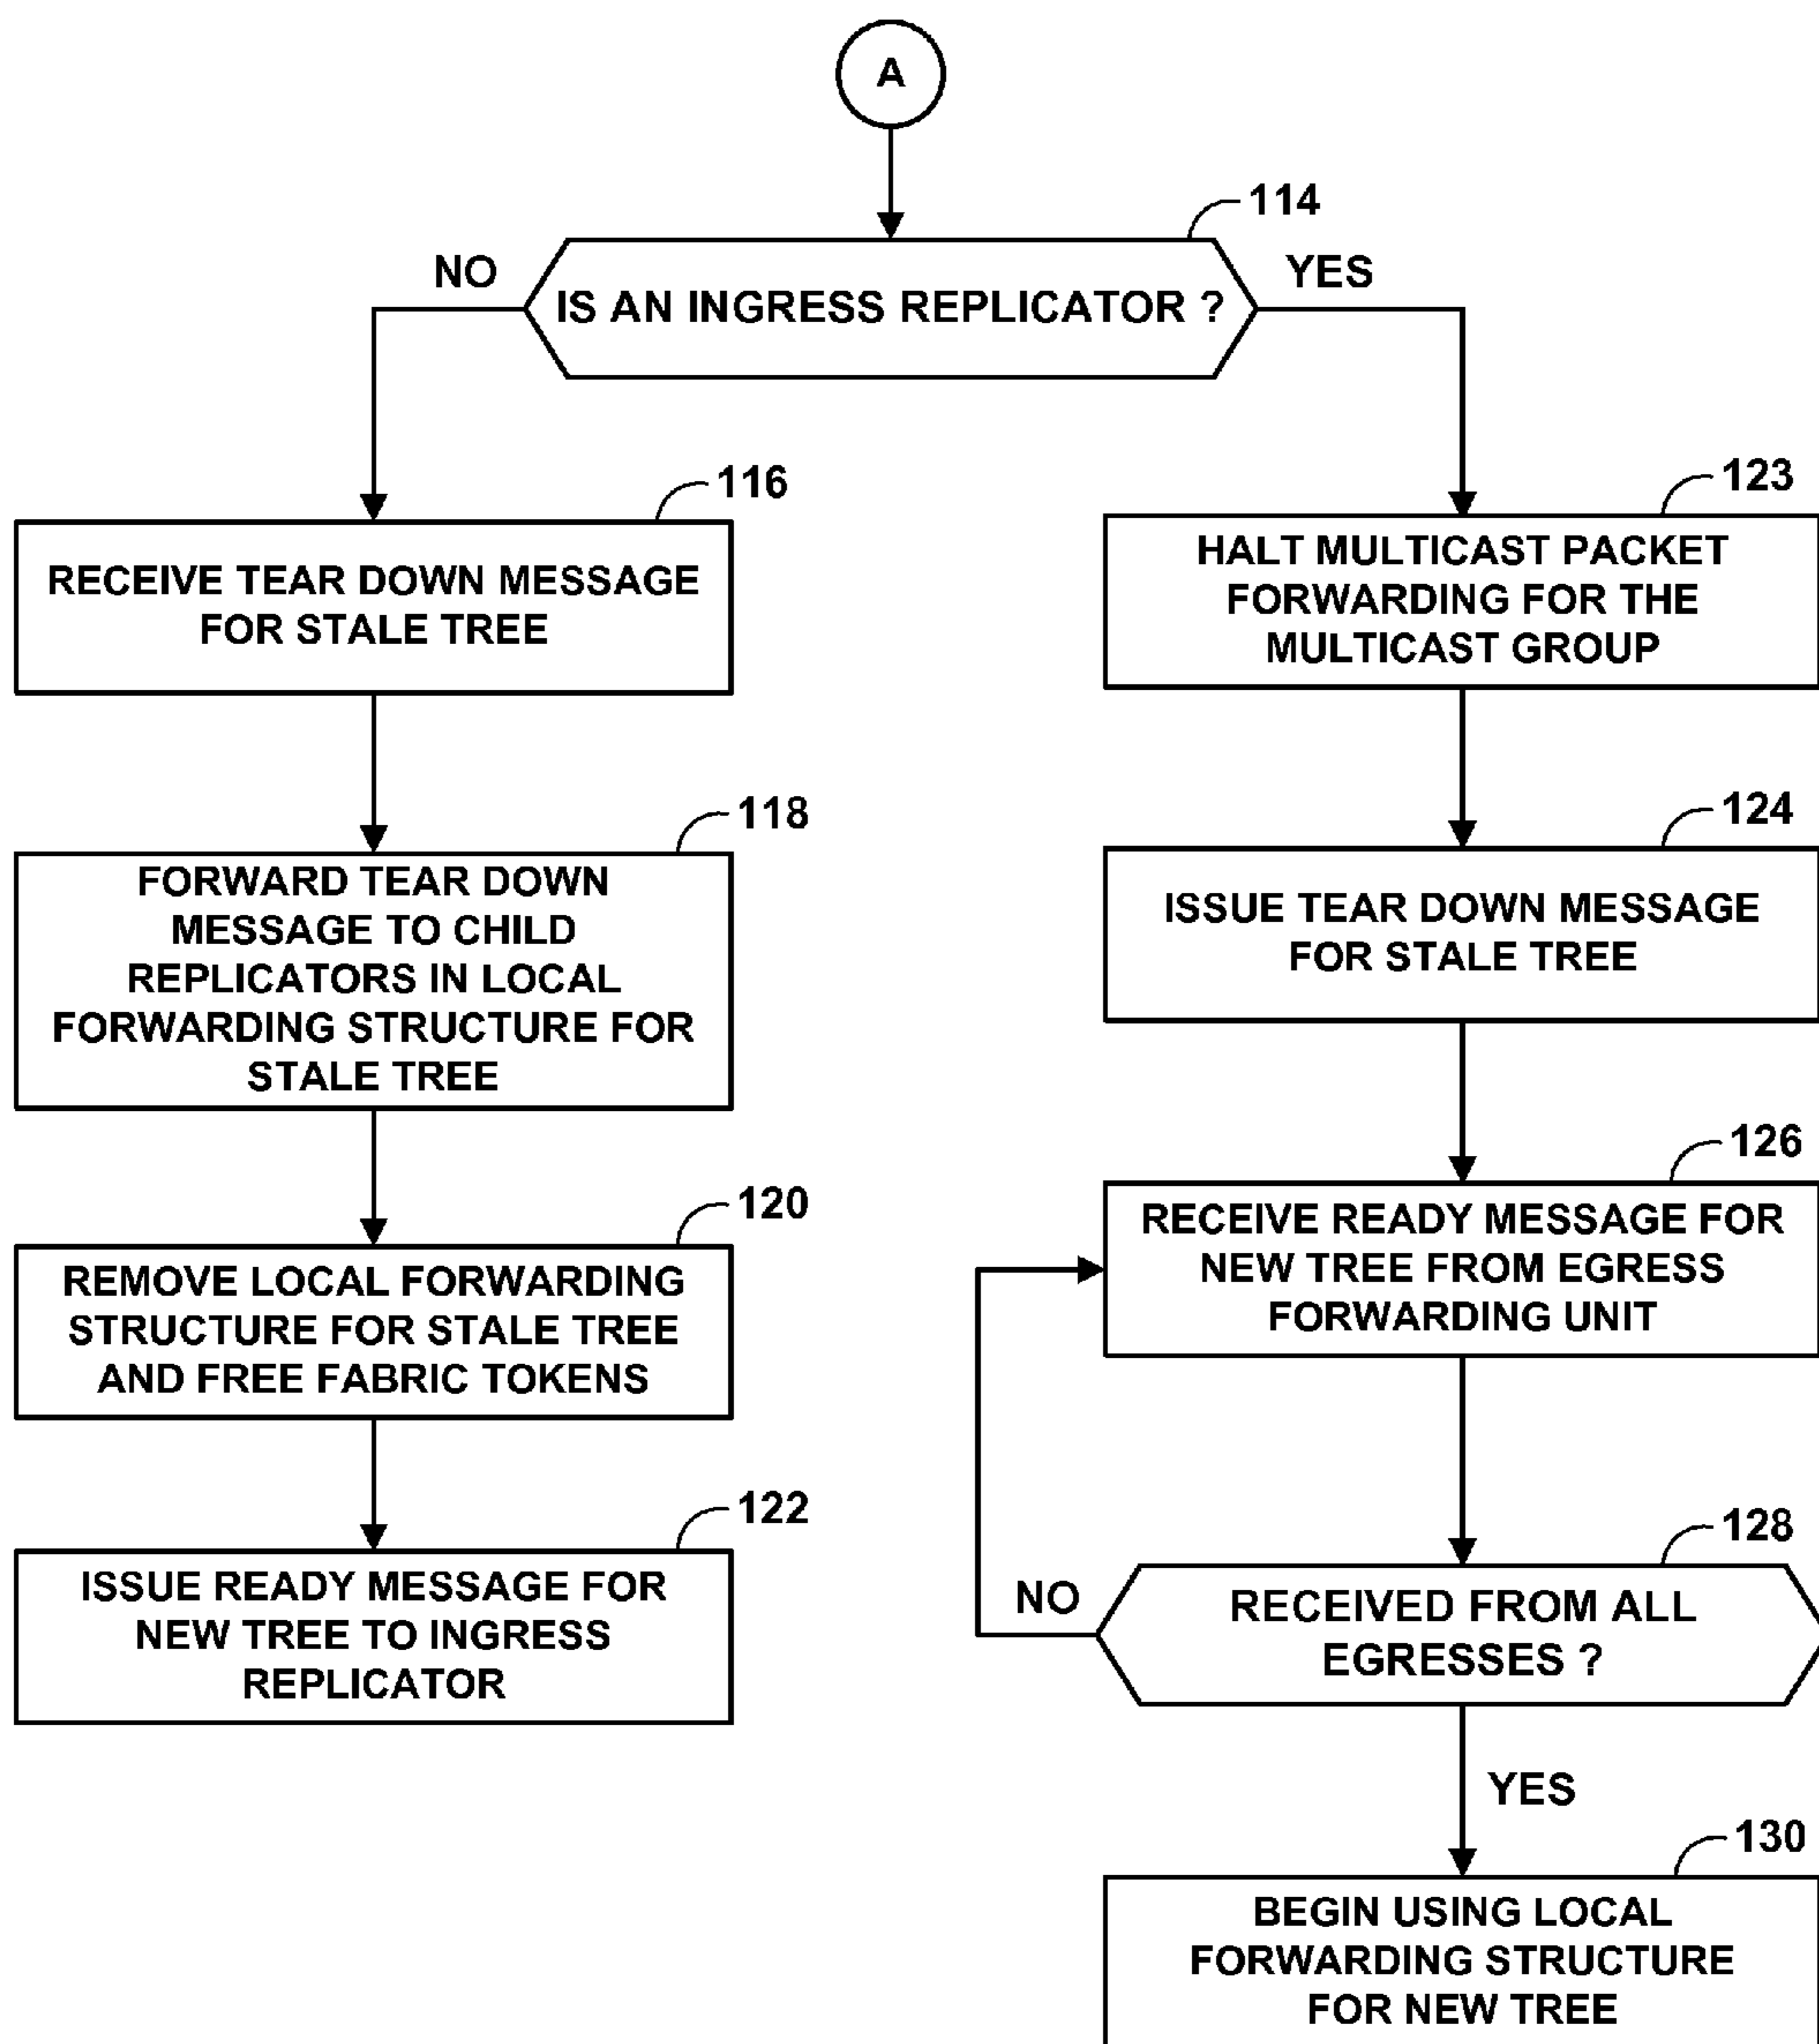 A
114
NO
YES
IS AN INGRESS REPLICATOR ?
116
RECEIVE TEAR DOWN MESSAGE
FOR STALE TREE
118
FORWARD TEAR DOWN
MESSAGE TO CHILD
REPLICATORS IN LOCAL
FORWARDING STRUCTURE FOR
STALE TREE
120
REMOVE LOCAL FORWARDING
STRUCTURE FOR STALE TREE
AND FREE FABRIC TOKENS
122
ISSUE READY MESSAGE FOR
NEW TREE TO INGRESS
REPLICATOR
123
HALT MULTICAST PACKET
FORWARDING FOR THE
MULTICAST GROUP
124
ISSUE TEAR DOWN MESSAGE
FOR STALE TREE
126
RECEIVE READY MESSAGE FOR
NEW TREE FROM EGRESS
FORWARDING UNIT
128
NO
RECEIVED FROM ALL
EGRESSES ?
YES
130
BEGIN USING LOCAL
FORWARDING STRUCTURE
FOR NEW TREE